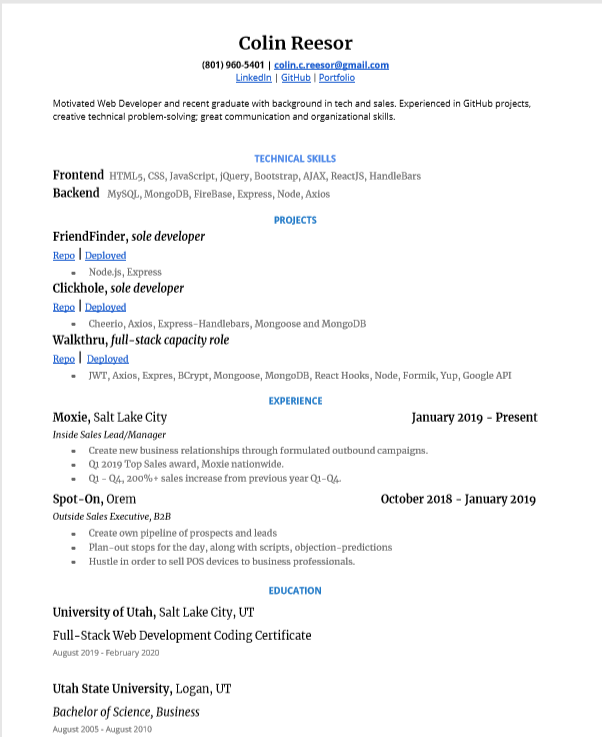 Colin Reesor
(801) 960-5401 | colin.c.reesor@gmail.com
LinkedIn | GitHub | Portfolio
Motivated Web Developer and recent graduate with background in tech and sales. Experienced in GitHub projects,
creative technical problem-solving; great communication and organizational skills.
TECHNICAL SKILLS
Frontend HTML5, CSS, JavaScript, jQuery, Bootstrap, AJAX, ReactJS, HandleBars
Backend MySQL, MongoDB, FireBase, Express, Node, Axios
PROJECTS
FriendFinder, sole developer
Repo | Deployed
- Node.js, Express
Clickhole, sole developer
Repo | Deployed
- Cheerio, Axios, Express-Handlebars, Mongoose and MongoDB
Walkthru, full-stack capacity role
Repo | Deployed
- JWT, Axios, Expres, BCrypt, Mongoose, MongoDB, React Hooks, Node, Formik, Yup, Google API
EXPERIENCE
Moxie, Salt Lake City January 2019 - Present
Inside Sales Lead/Manager
- Create new business relationships through formulated outbound campaigns.
- Q1 2019 Top Sales award, Moxie nationwide.
- Q1 - Q4, 200%+ sales increase from previous year Q1-Q4.
Spot-On, Orem October 2018 - January 2019
Outside Sales Executive, B2B
- Create own pipeline of prospects and leads
- Plan-out stops for the day, along with scripts, objection-predictions
- Hustle in order to sell POS devices to business professionals.
EDUCATION
University of Utah, Salt Lake City, UT
Full-Stack Web Development Coding Certificate
August 2019 - February 2020
Utah State University, Logan, UT
Bachelor of Science, Business
August 2005 - August 2010